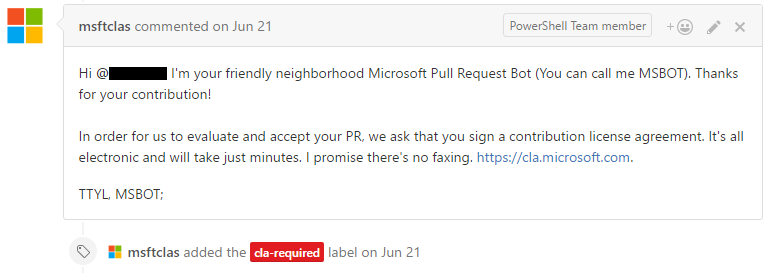 msftclas commented on Jun 21
PowerShell Team member
Hi @ I'm your friendly neighborhood Microsoft Pull Request Bot (You can call me MSBOT). Thanks
for your contribution!
In order for us to evaluate and accept your PR, we ask that you sign a contribution license agreement. It's all
electronic and will take just minutes. I promise there's no faxing. https://cla.microsoft.com.
TTYL, MSBOT;
msftclas added the cla-required label on Jun 21